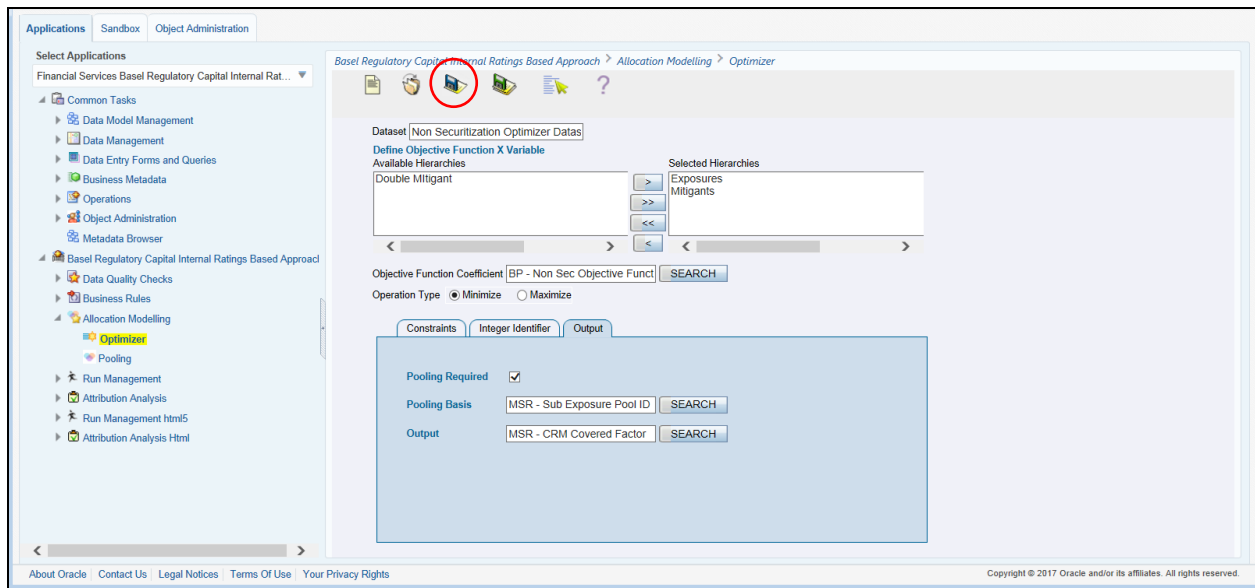 Applications
Sandbox
Object Administration
Select Applications
Financial Services Basel Regulatory Capital Internal Rat...
Common Tasks
Data Model Management
Data Management
Data Entry Forms and Queries
Business Metadata
Operations
Object Administration
Metadata Browser
Basel Regulatory Capital Internal Ratings Based Approacl
Data Quality Checks
Business Rules
Allocation Modelling
Optimizer
Pooling
Run Management
Attribution Analysis
Run Management html5
Attribution Analysis Html
Basel Regulatory Capital Internal Ratings Based Approach > Allocation Modelling > Optimizer
?
Dataset Non Securitization Optimizer Datas
Define Objective Function X Variable
Available Hierarchies
Selected Hierarchies
Double MItigant
>
>>
<<
<
Exposures
Mitigants
Objective Function Coefficient BP - Non Sec Objective Funct SEARCH
Operation Type Minimize Maximize
Constraints Integer Identifier Output
Pooling Required
Pooling Basis MSR - Sub Exposure Pool ID SEARCH
Output MSR - CRM Covered Factor SEARCH
About Oracle | Contact Us | Legal Notices | Terms Of Use | Your Privacy Rights
Copyright © 2017 Oracle and/or its affiliates. All rights reserved.